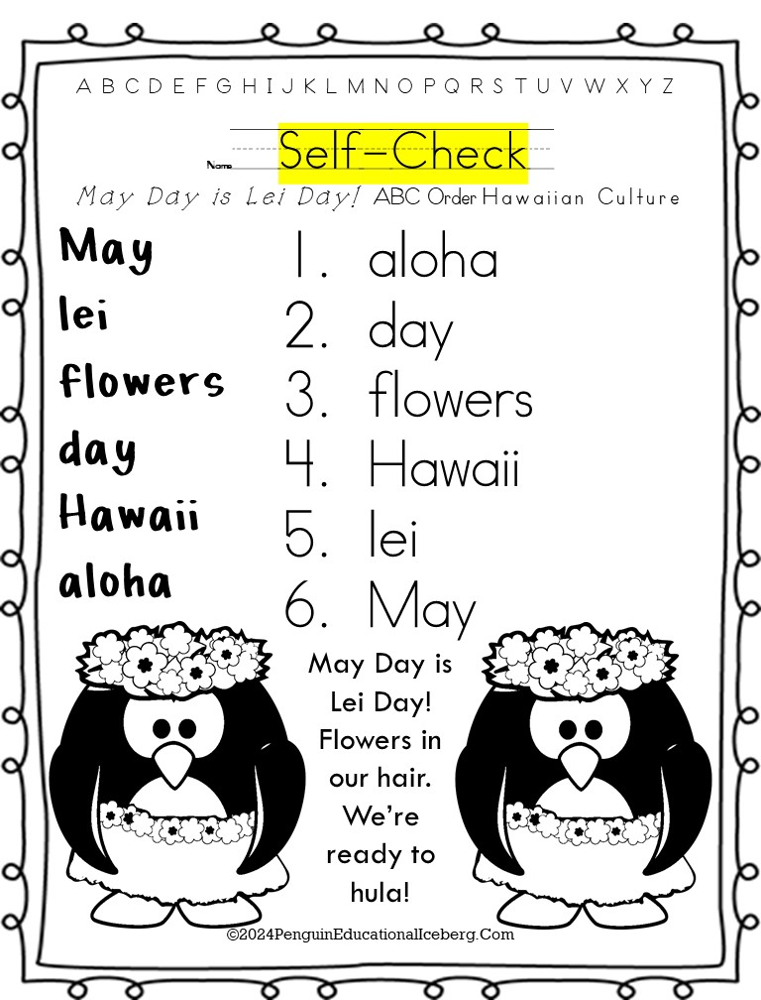 A B C D E F G H I J K L M N O P Q R S T U V W X Y Z
Name Self-Check
May Day is Lei Day! ABC Order Hawaiian Culture
May
lei
flowers
day
Hawaii
aloha
1. aloha
2. day
3. flowers
4. Hawaii
5. lei
6. May
May Day is
Lei Day!
Flowers in
our hair.
We're
ready to
hula!
©2024PenguinEducationalIceberg.Com